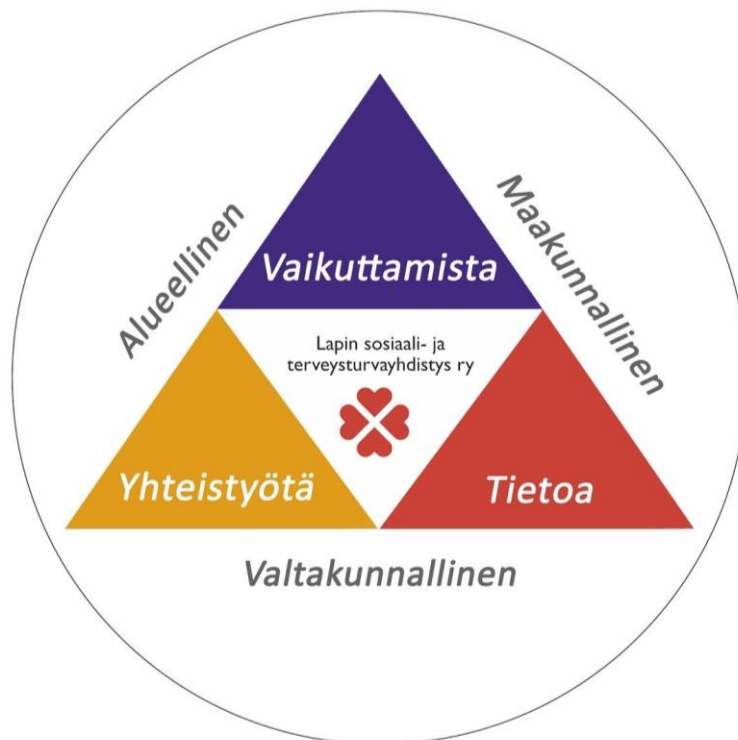 Alueellinen
Maakunnallinen
Vaikuttamista
Lapin sosiaali- ja
terveysturvayhdistys ry
Yhteistyötä
Tietoa
Valtakunnallinen